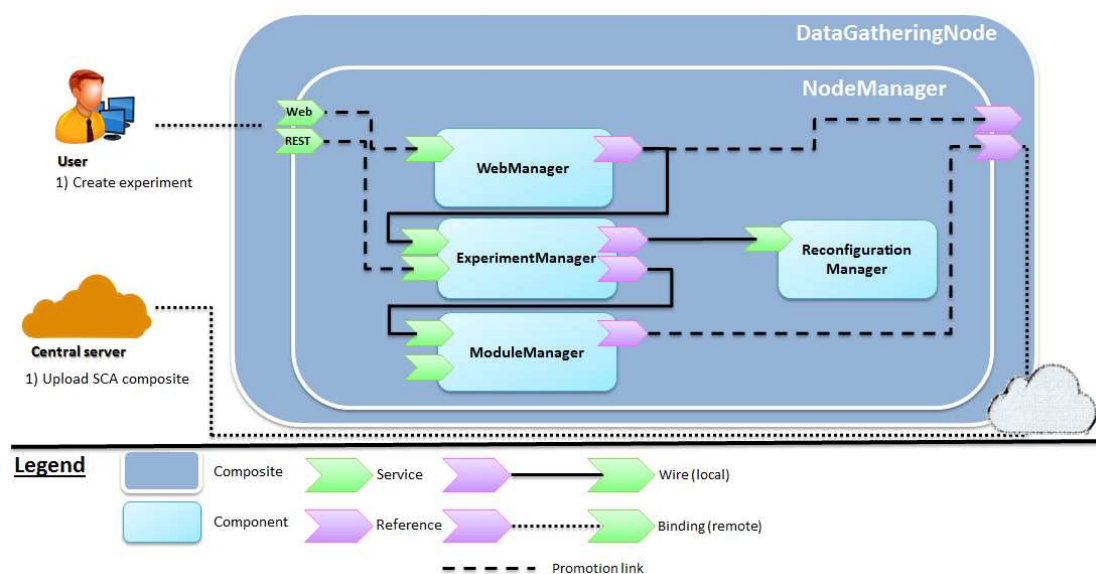 DataGatheringNode
NodeManager
Web
REST
User
1) Create experiment
WebManager
ExperimentManager
Reconfiguration
Manager
ModuleManager
Central server
1) Upload SCA composite
Legend
Composite
Service
Wire (local)
Component
Reference
Binding (remote)
Promotion link